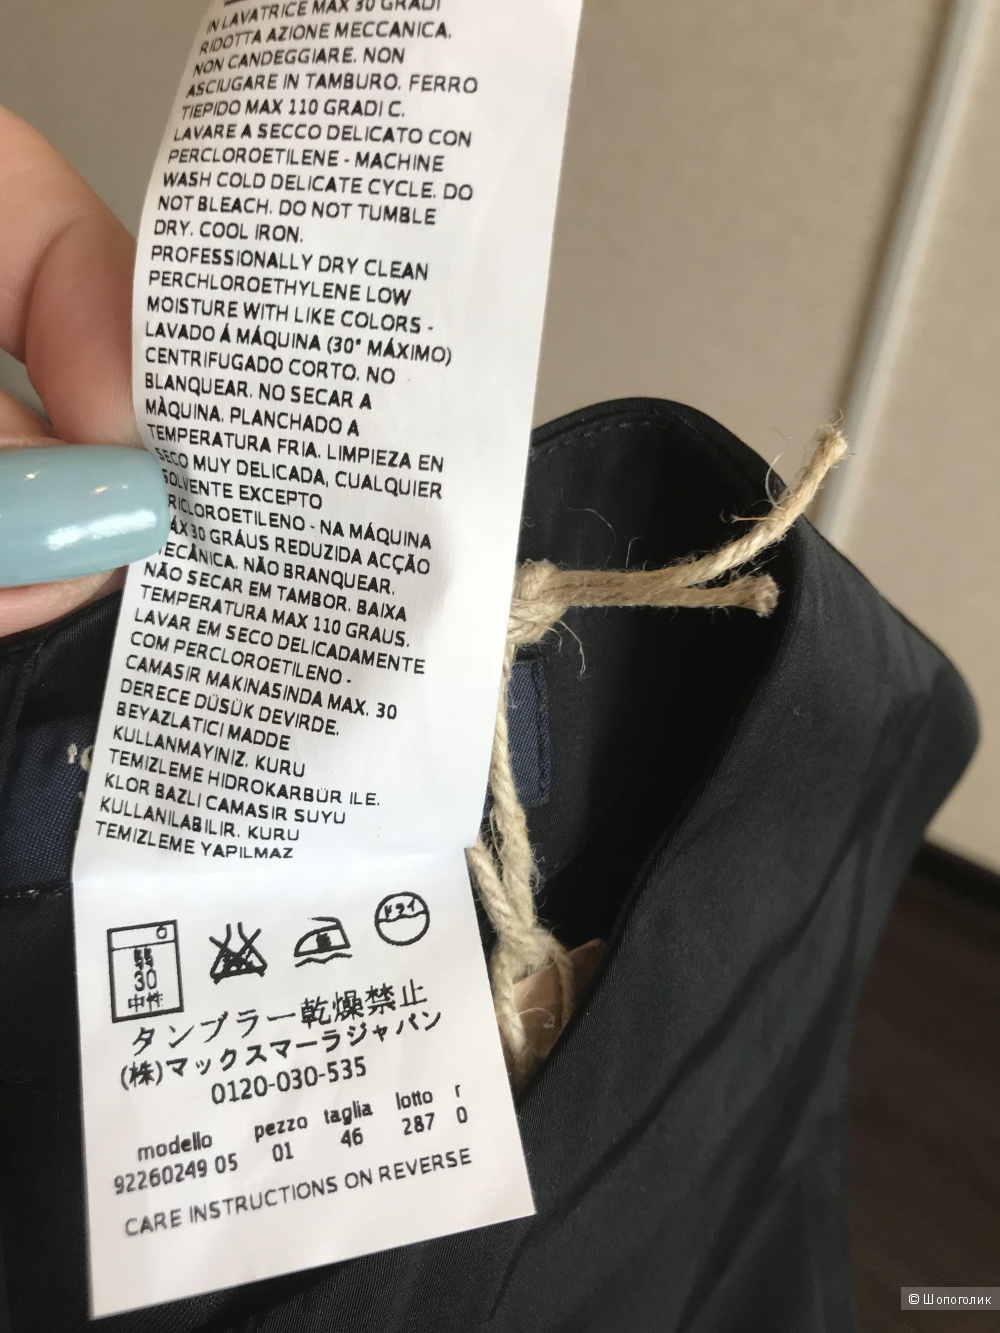 IN LAVATRICE MAX 30 GRADI
RIDOTTA AZIONE MECCANICA.
NON CANDEGGIARE. NON
ASCIUGARE IN TAMBURO. FERRO
TIEPIDO MAX 110 GRADI C.
LAVARE A SECCO DELICATO CON
PERCLOROETILENE - MACHINE
WASH COLD DELICATE CYCLE. DO
NOT BLEACH. DO NOT TUMBLE
DRY. COOL IRON.
PROFESSIONALLY DRY CLEAN
PERCHLOROETHYLENE LOW
MOISTURE WITH LIKE COLORS -
LAVADO Á MÁQUINA (30° MÁXIMO)
CENTRIFUGADO CORTO. NO
BLANQUEAR. NO SECAR A
MÀQUINA. PLANCHADO A
TEMPERATURA FRIA. LIMPIEZA EN
SECO MUY DELICADA, CUALQUIER
SOLVENTE EXCEPTO
RICLOROETILENO - NA MÁQUINA
ÁX 30 GRÁUS REDUZIDA ACÇÃO
ECÂNICA. NÃO BRANQUEAR.
NÃO SECAR EM TAMBOR. BAIXA
TEMPERATURA MAX 110 GRAUS.
LAVAR EM SECO DELICADAMENTE
COM PERCLOROETILENO -
CAMASIR MAKINASINDA MAX. 30
DERECE DÜSÜK DEVIRDE.
BEYAZLATICI MADDE
KULLANMAYINIZ. KURU
TEMIZLEME HIDROKARBÜR ILE.
KLOR BAZLI CAMASIR SUYU
KULLANILABILIR. KURU
TEMIZLEME YAPILMAZ
30
中性
ドライ
タンブラー乾燥禁止
(株)マックスマーラジャパン
0120-030-535
modello pezzo taglia lotto r
92260249 05 01 46 287 0
CARE INSTRUCTIONS ON REVERSE
© Шопоголик